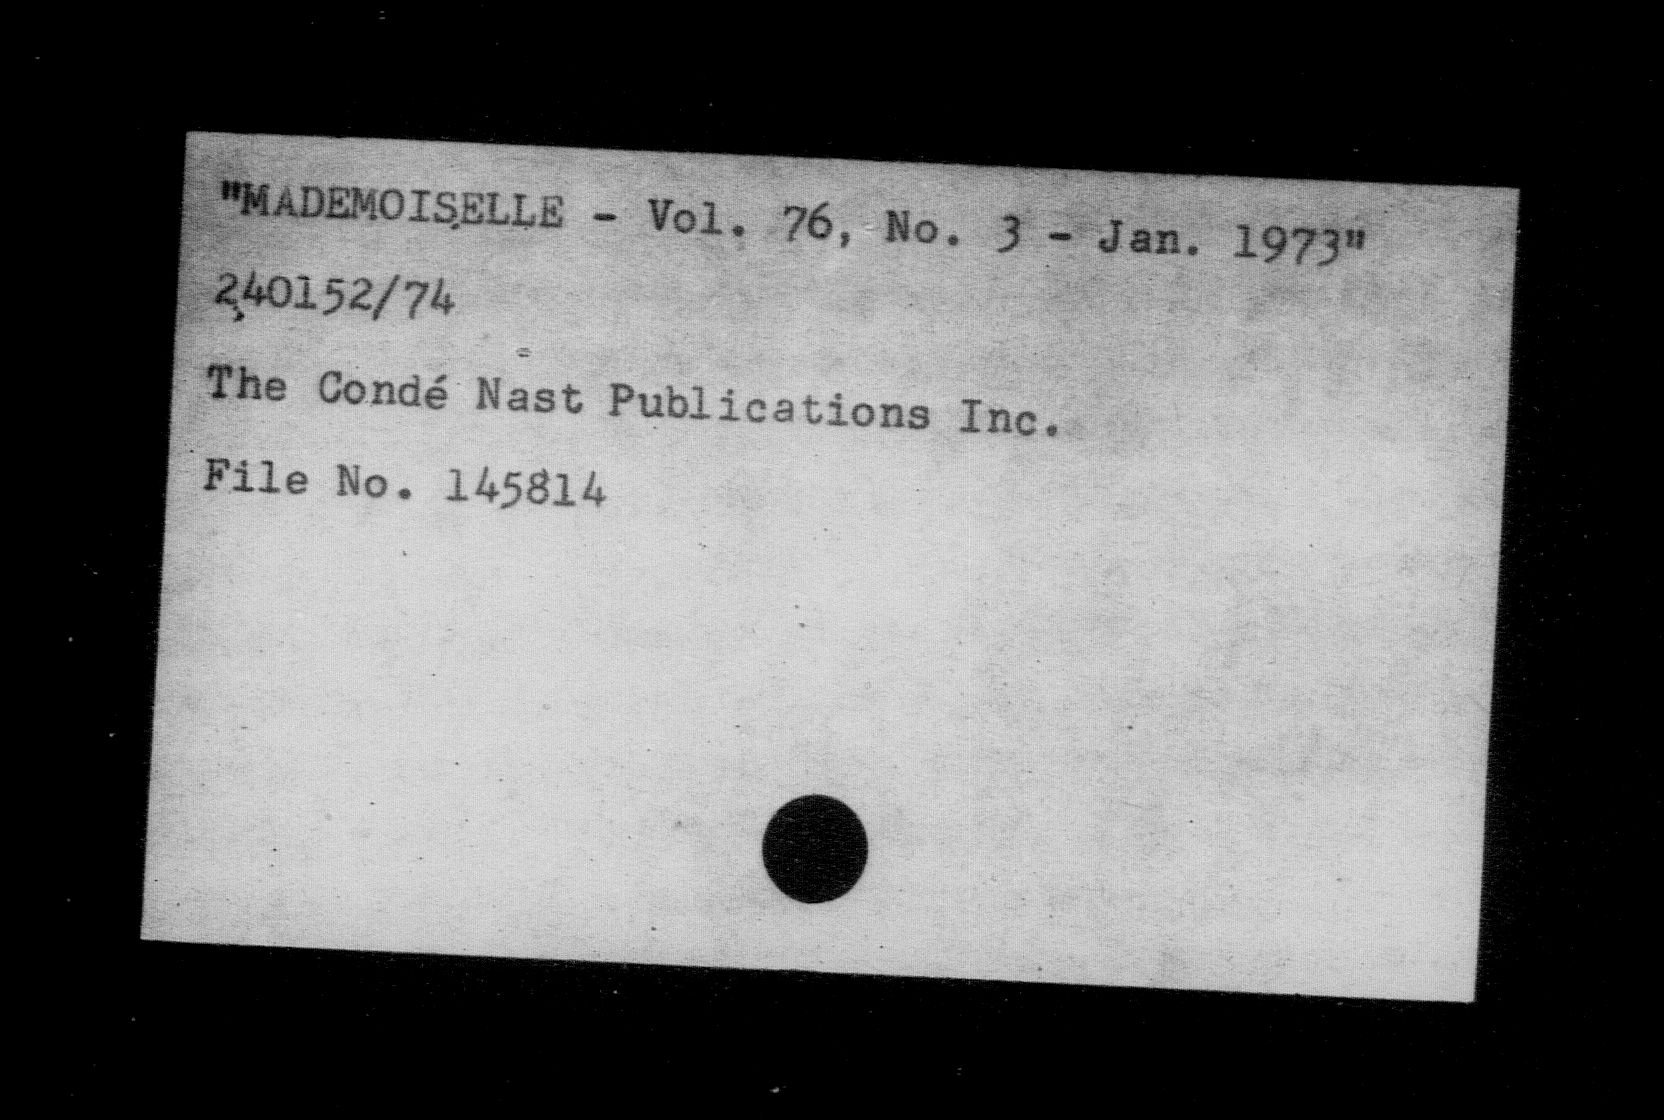 "MADEMOISELLE - Vol. 76, No. 3 - Jan. 1973"
240152/74
The Condé Nast Publications Inc.
File No. 145814